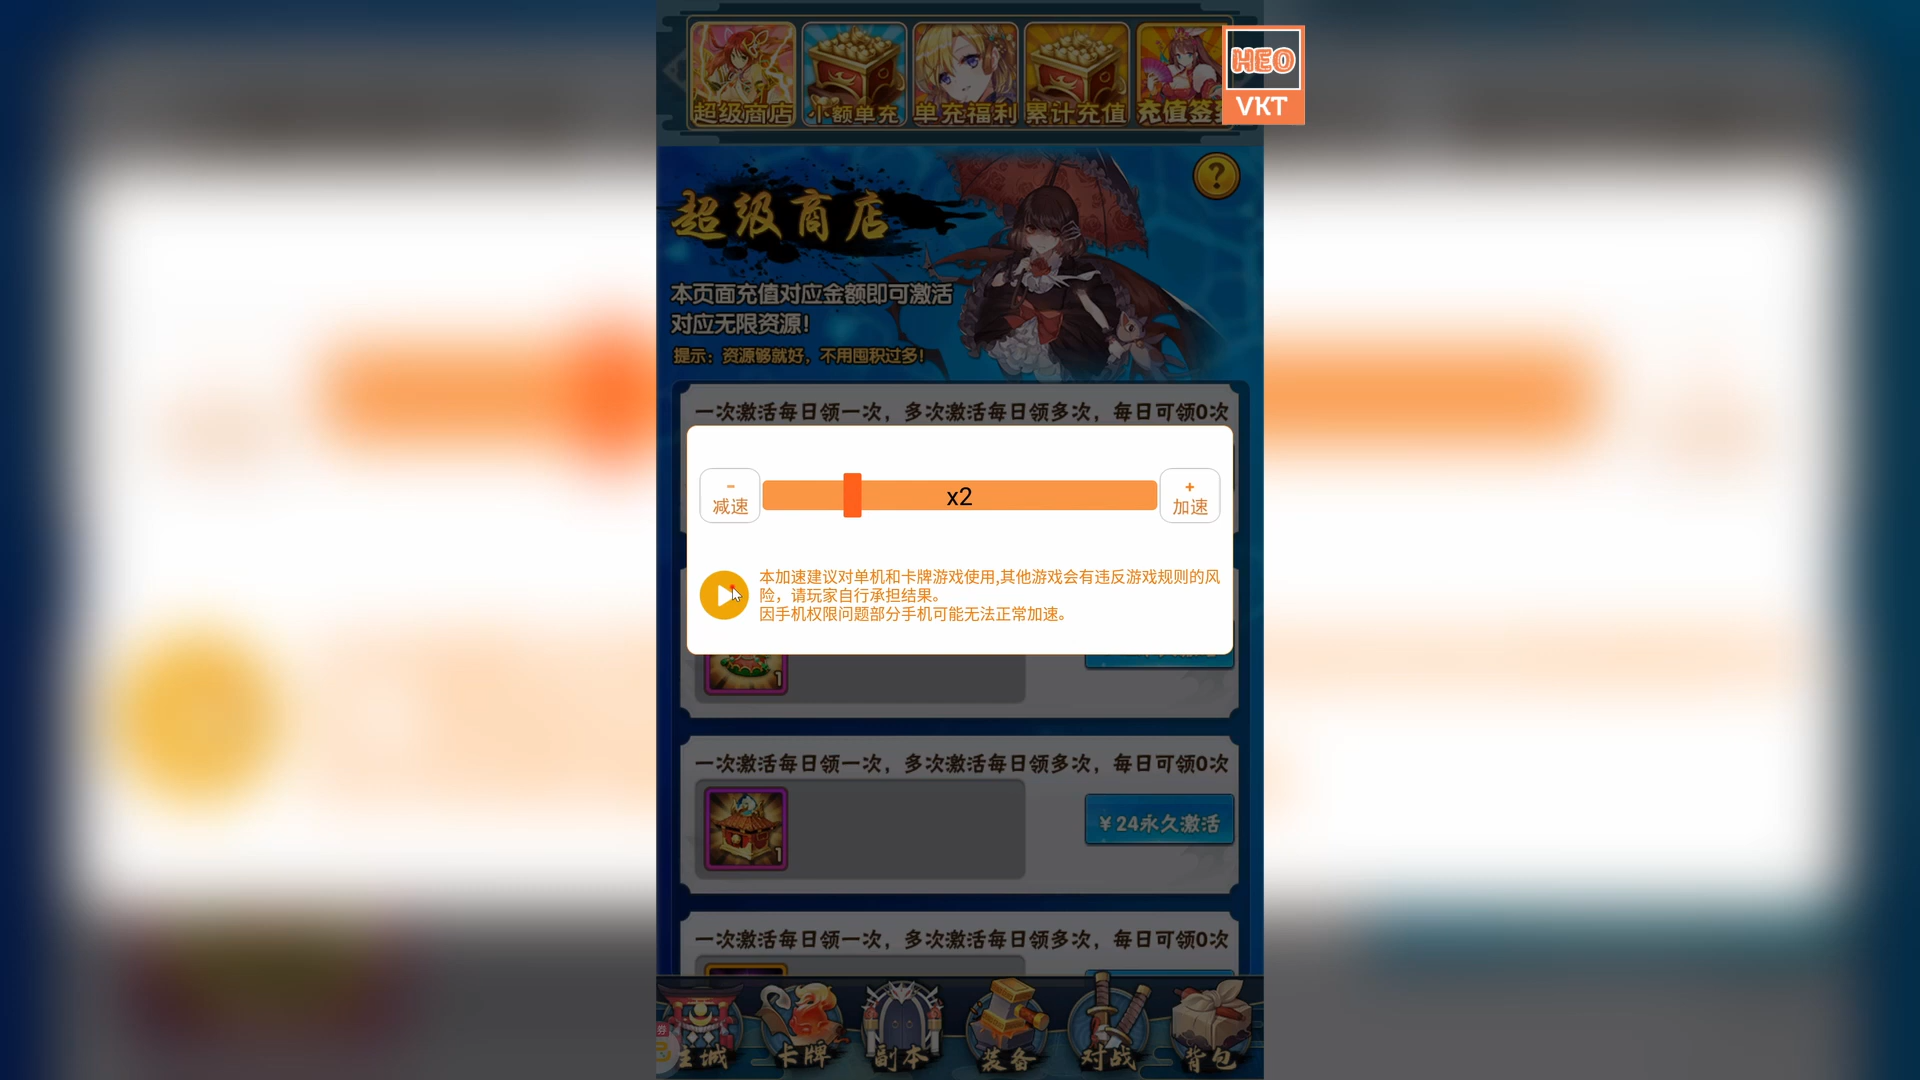 超级商店 小额单充 单充福利 累计充值 充值签
HEO
VKT
?
超级商店
本页面充值对应金额即可激活
对应无限资源!
提示:资源够就好,不用囤积过多!
一次激活每日领一次,多次激活每日领多次,每日可领0次
- x2 +
减速 加速
本加速建议对单机和卡牌游戏使用,其他游戏会有违反游戏规则的风
险,请玩家自行承担结果。
因手机权限问题部分手机可能无法正常加速。
1
一次激活每日领一次,多次激活每日领多次,每日可领0次
1
¥24永久激活
一次激活每日领一次,多次激活每日领多次,每日可领0次
券
主城 卡牌 副本 装备 对战 背包